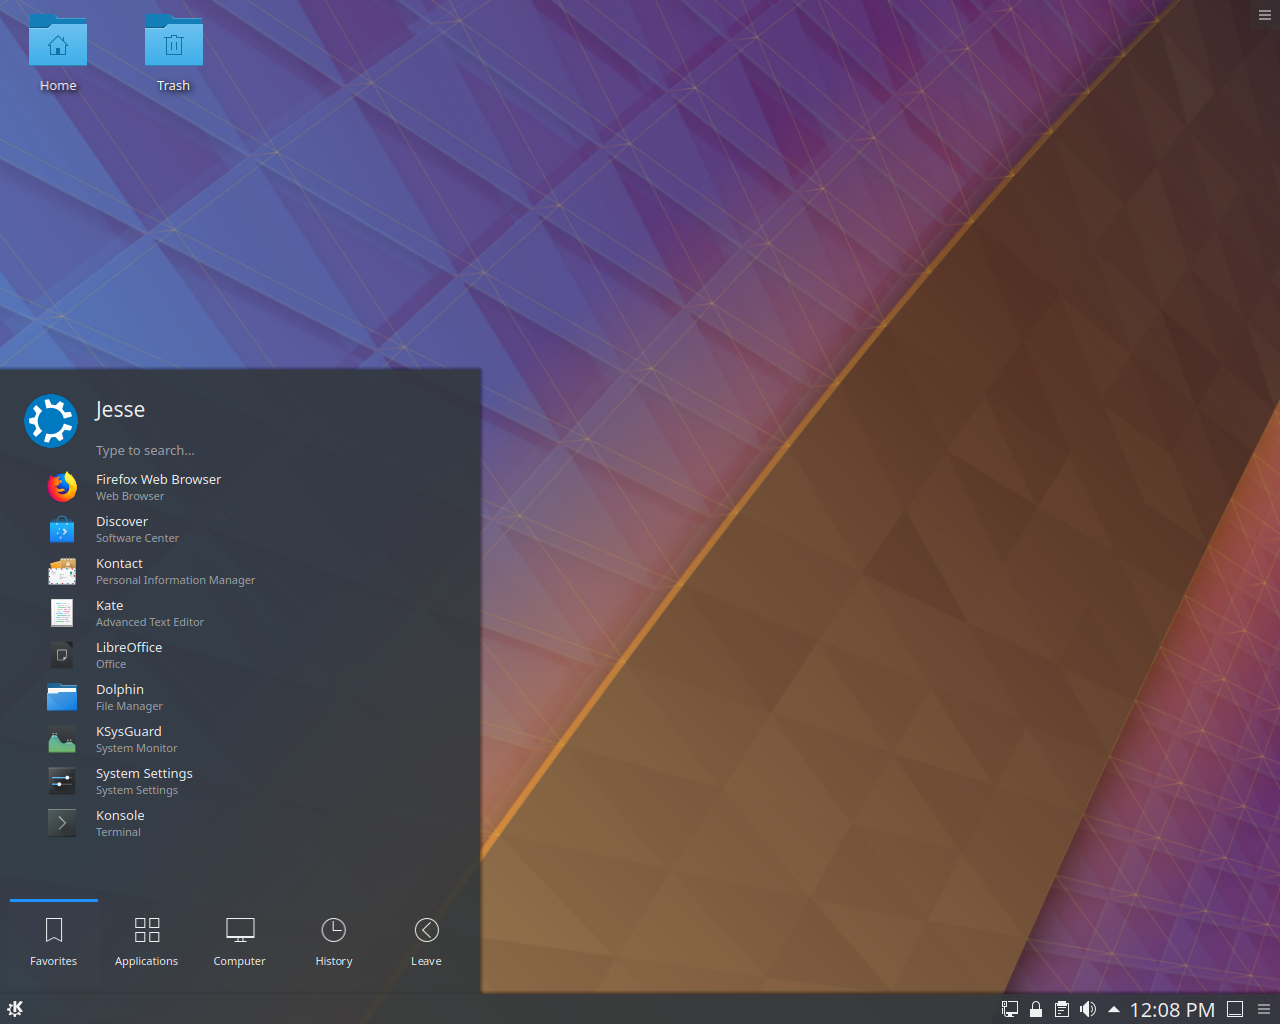 Home
Trash
Jesse
Type to search...
Firefox Web Browser
Web Browser
Discover
Software Center
Kontact
Personal Information Manager
Kate
Advanced Text Editor
LibreOffice
Office
Dolphin
File Manager
KSysGuard
System Monitor
System Settings
System Settings
Konsole
Terminal
Favorites Applications Computer History Leave
12:08 PM